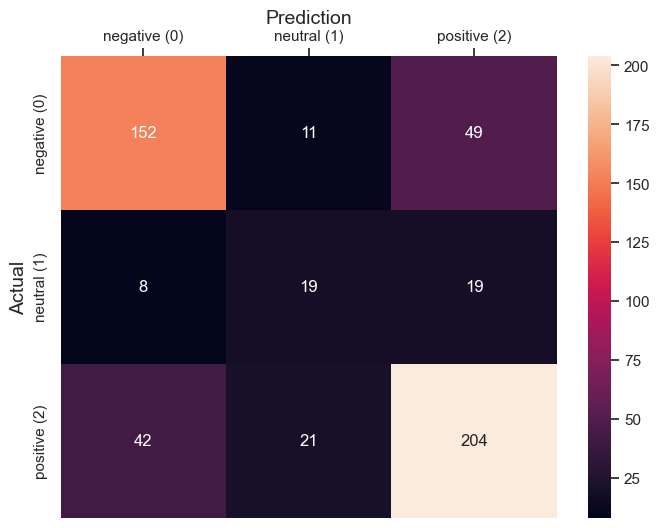 Prediction
negative (0) neutral (1) positive (2)
Actual
negative (0)
152 11 49
neutral (1)
8 19 19
positive (2)
42 21 204
200
175
150
125
100
75
50
25